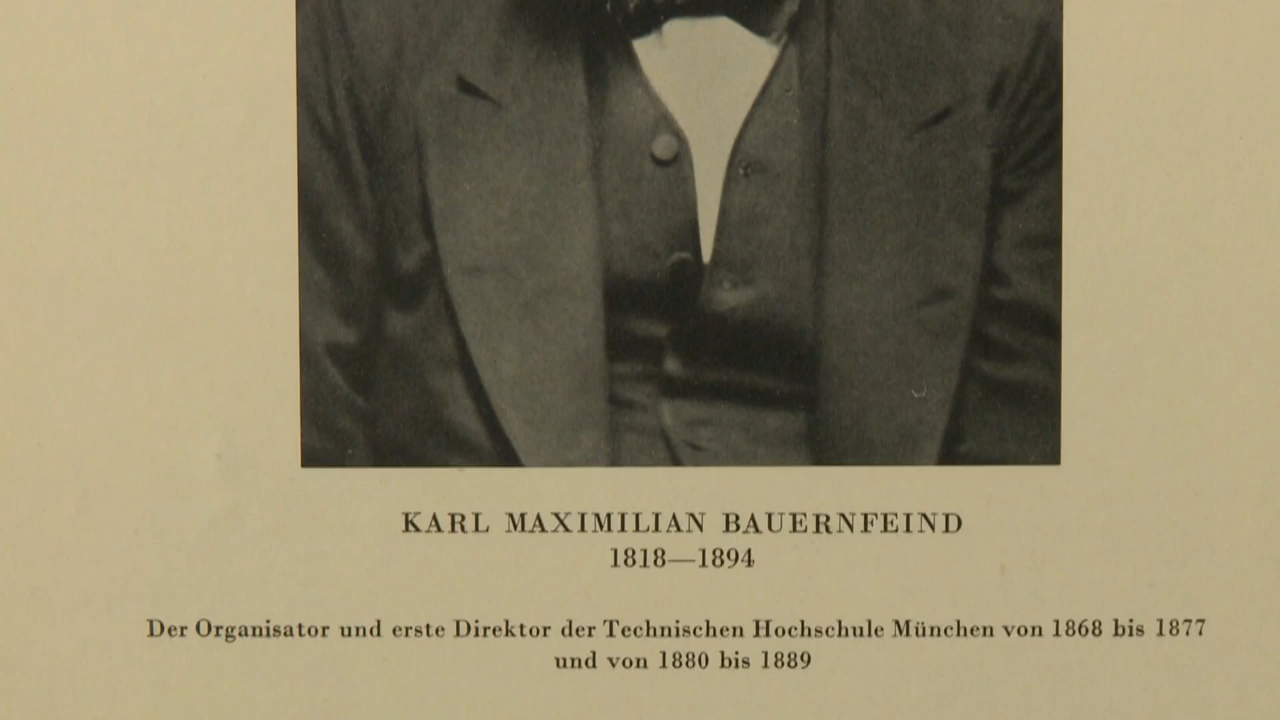 KARL MAXIMILIAN BAUERNFEIND
1818—1894
Der Organisator und erste Direktor der Technischen Hochschule München von 1868 bis 1877
und von 1880 bis 1889